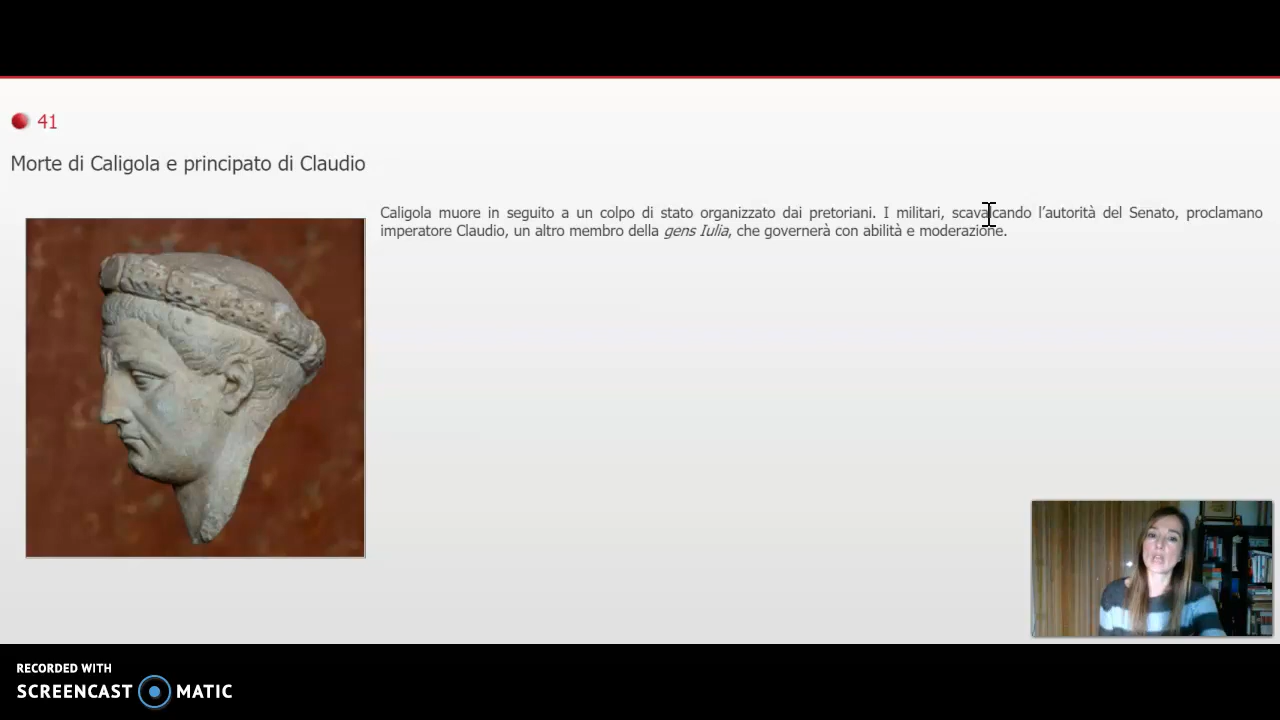 41
Morte di Caligola e principato di Claudio
Caligola muore in seguito a un colpo di stato organizzato dai pretoriani. I militari, scavalcando l’autorità del Senato, proclamano
imperatore Claudio, un altro membro della gens Iulia, che governerà con abilità e moderazione.
RECORDED WITH
SCREENCAST MATIC